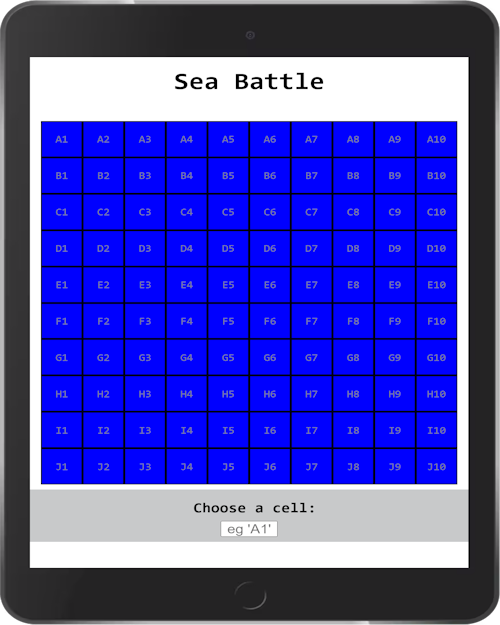 Sea Battle
A1 A2 A3 A4 A5 A6 A7 A8 A9 A10
B1 B2 B3 B4 B5 B6 B7 B8 B9 B10
C1 C2 C3 C4 C5 C6 C7 C8 C9 C10
D1 D2 D3 D4 D5 D6 D7 D8 D9 D10
E1 E2 E3 E4 E5 E6 E7 E8 E9 E10
F1 F2 F3 F4 F5 F6 F7 F8 F9 F10
G1 G2 G3 G4 G5 G6 G7 G8 G9 G10
H1 H2 H3 H4 H5 H6 H7 H8 H9 H10
I1 I2 I3 I4 I5 I6 I7 I8 I9 I10
J1 J2 J3 J4 J5 J6 J7 J8 J9 J10
Choose a cell:
eg 'A1'